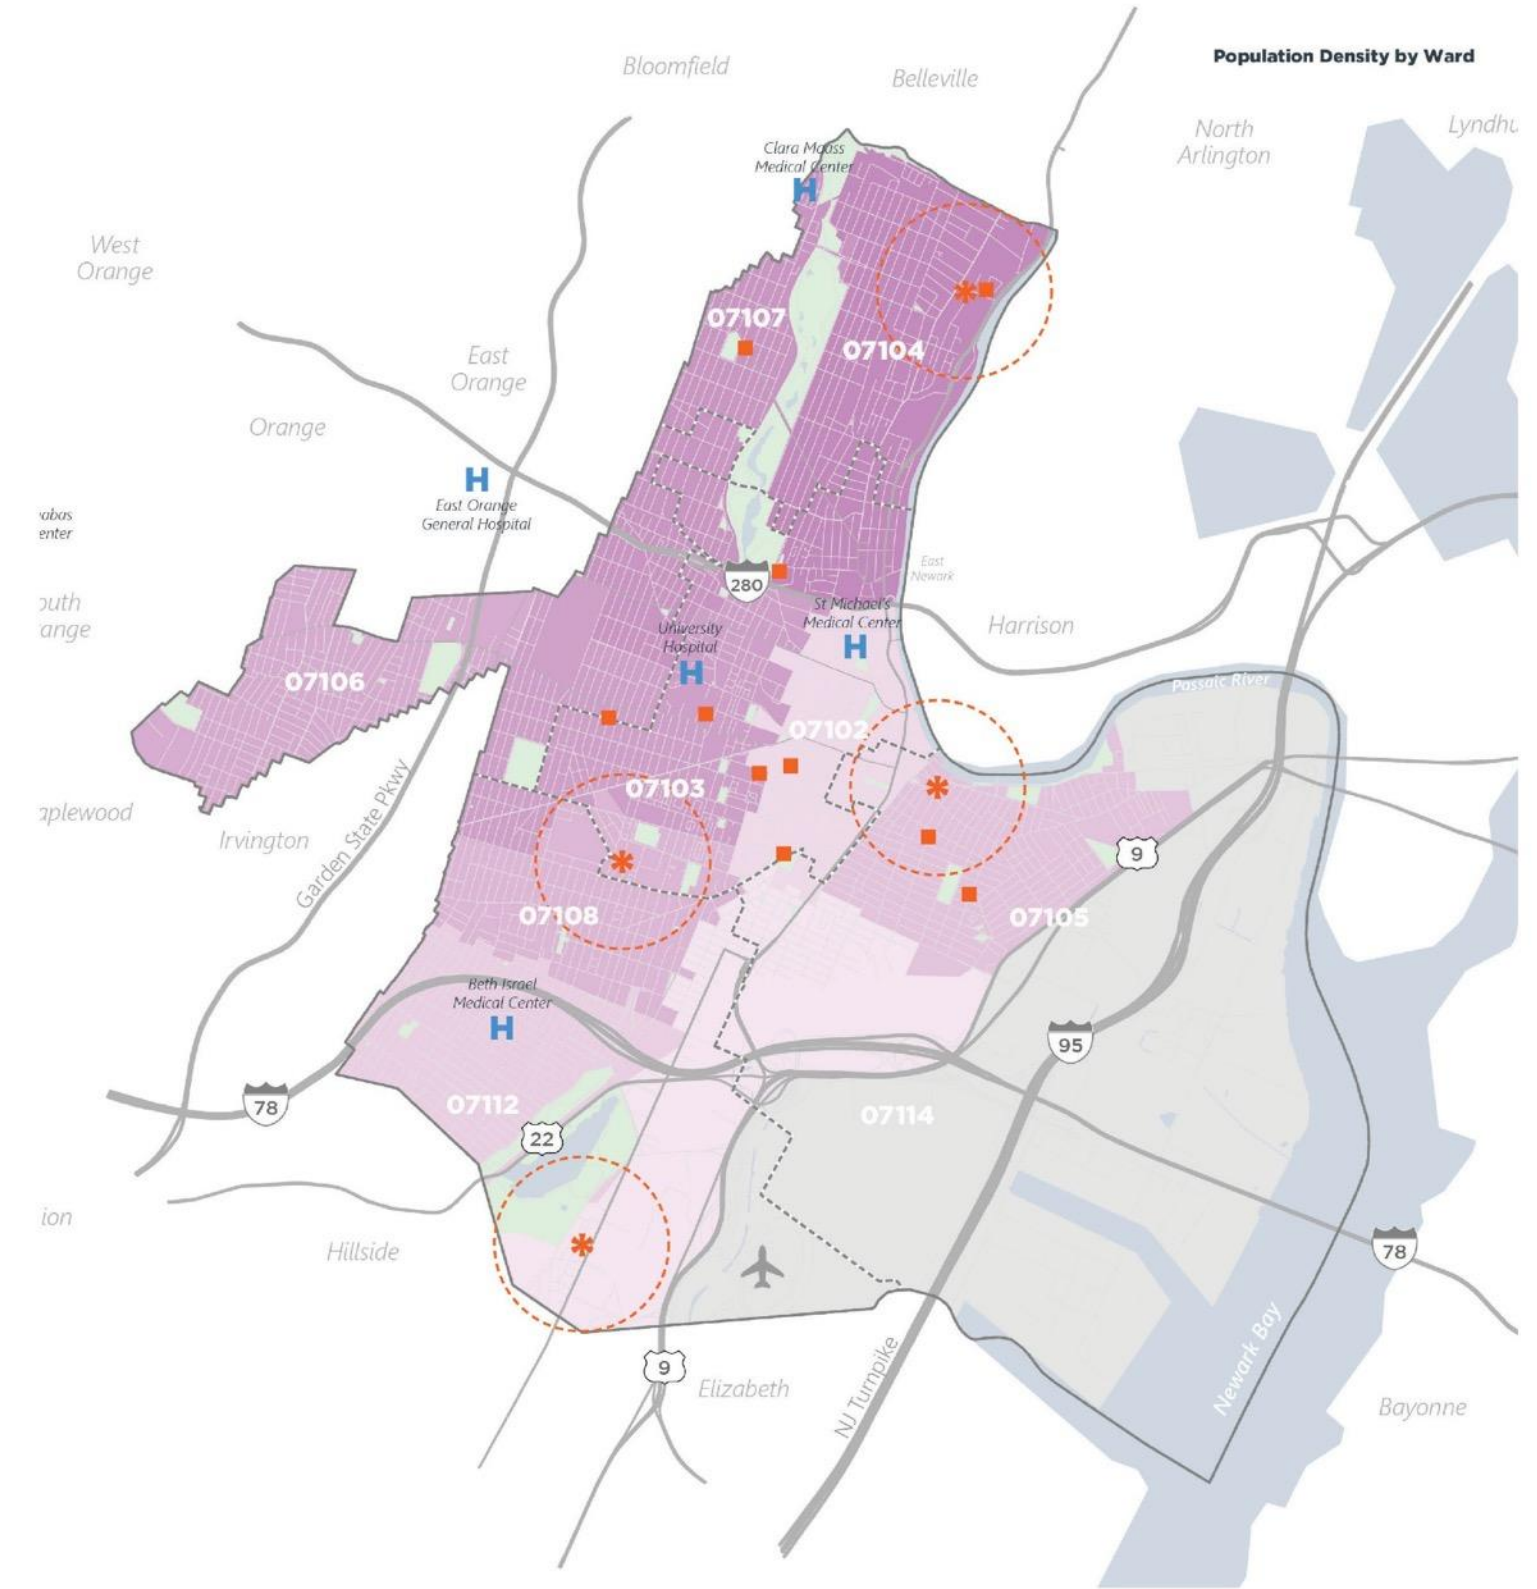 Population Density by Ward
Bloomfield
Belleville
North
Arlington
Clara Maass
Medical Center
H
West
Orange
07107
07104
East
Orange
Orange
H
East Orange
General Hospital
280
East
Newark
St Michael's
Medical Center
H
Harrison
University
Hospital
H
07106
Passaic River
07102
07103
Irvington
Garden State Pkwy
9
07108
07105
Beth Israel
Medical Center
H
95
78
07112
07114
22
Hillside
78
9
Elizabeth
NJ Turnpike
Newark Bay
Bayonne